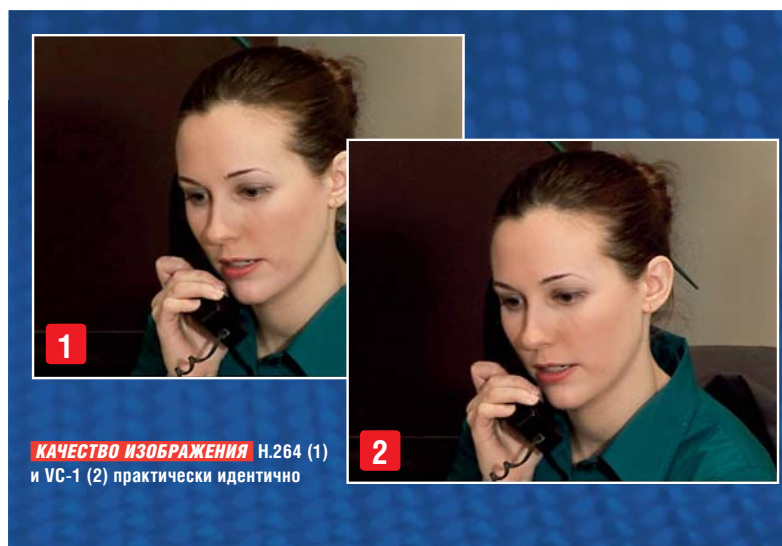 1
2
КАЧЕСТВО ИЗОБРАЖЕНИЯ H.264 (1)
и VC-1 (2) практически идентично